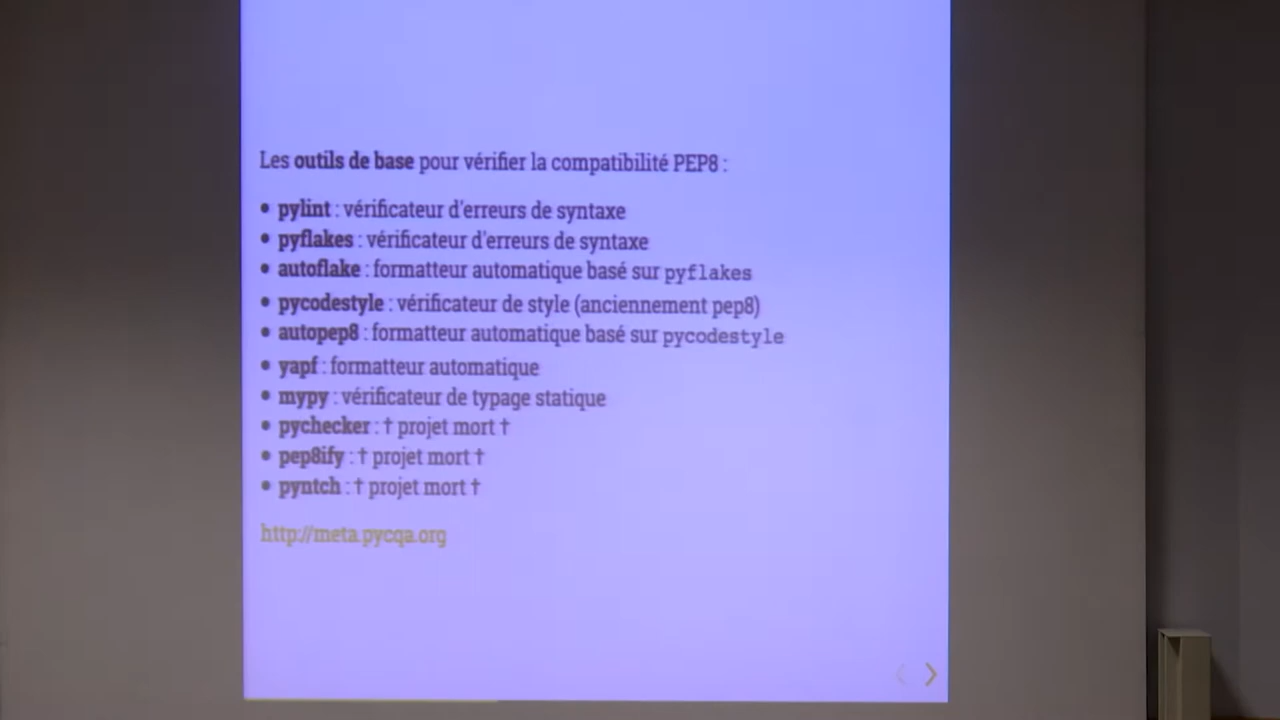 Les outils de base pour vérifier la compatibilité PEP8 :
• pylint : vérificateur d'erreurs de syntaxe
• pyflakes : vérificateur d'erreurs de syntaxe
• autoflake : formatteur automatique basé sur pyflakes
• pycodestyle : vérificateur de style (anciennement pep8)
• autopep8 : formatteur automatique basé sur pycodestyle
• yapf : formatteur automatique
• mypy : vérificateur de typage statique
• pychecker : † projet mort †
• pep8ify : † projet mort †
• pyntch : † projet mort †
http://meta.pycqa.org